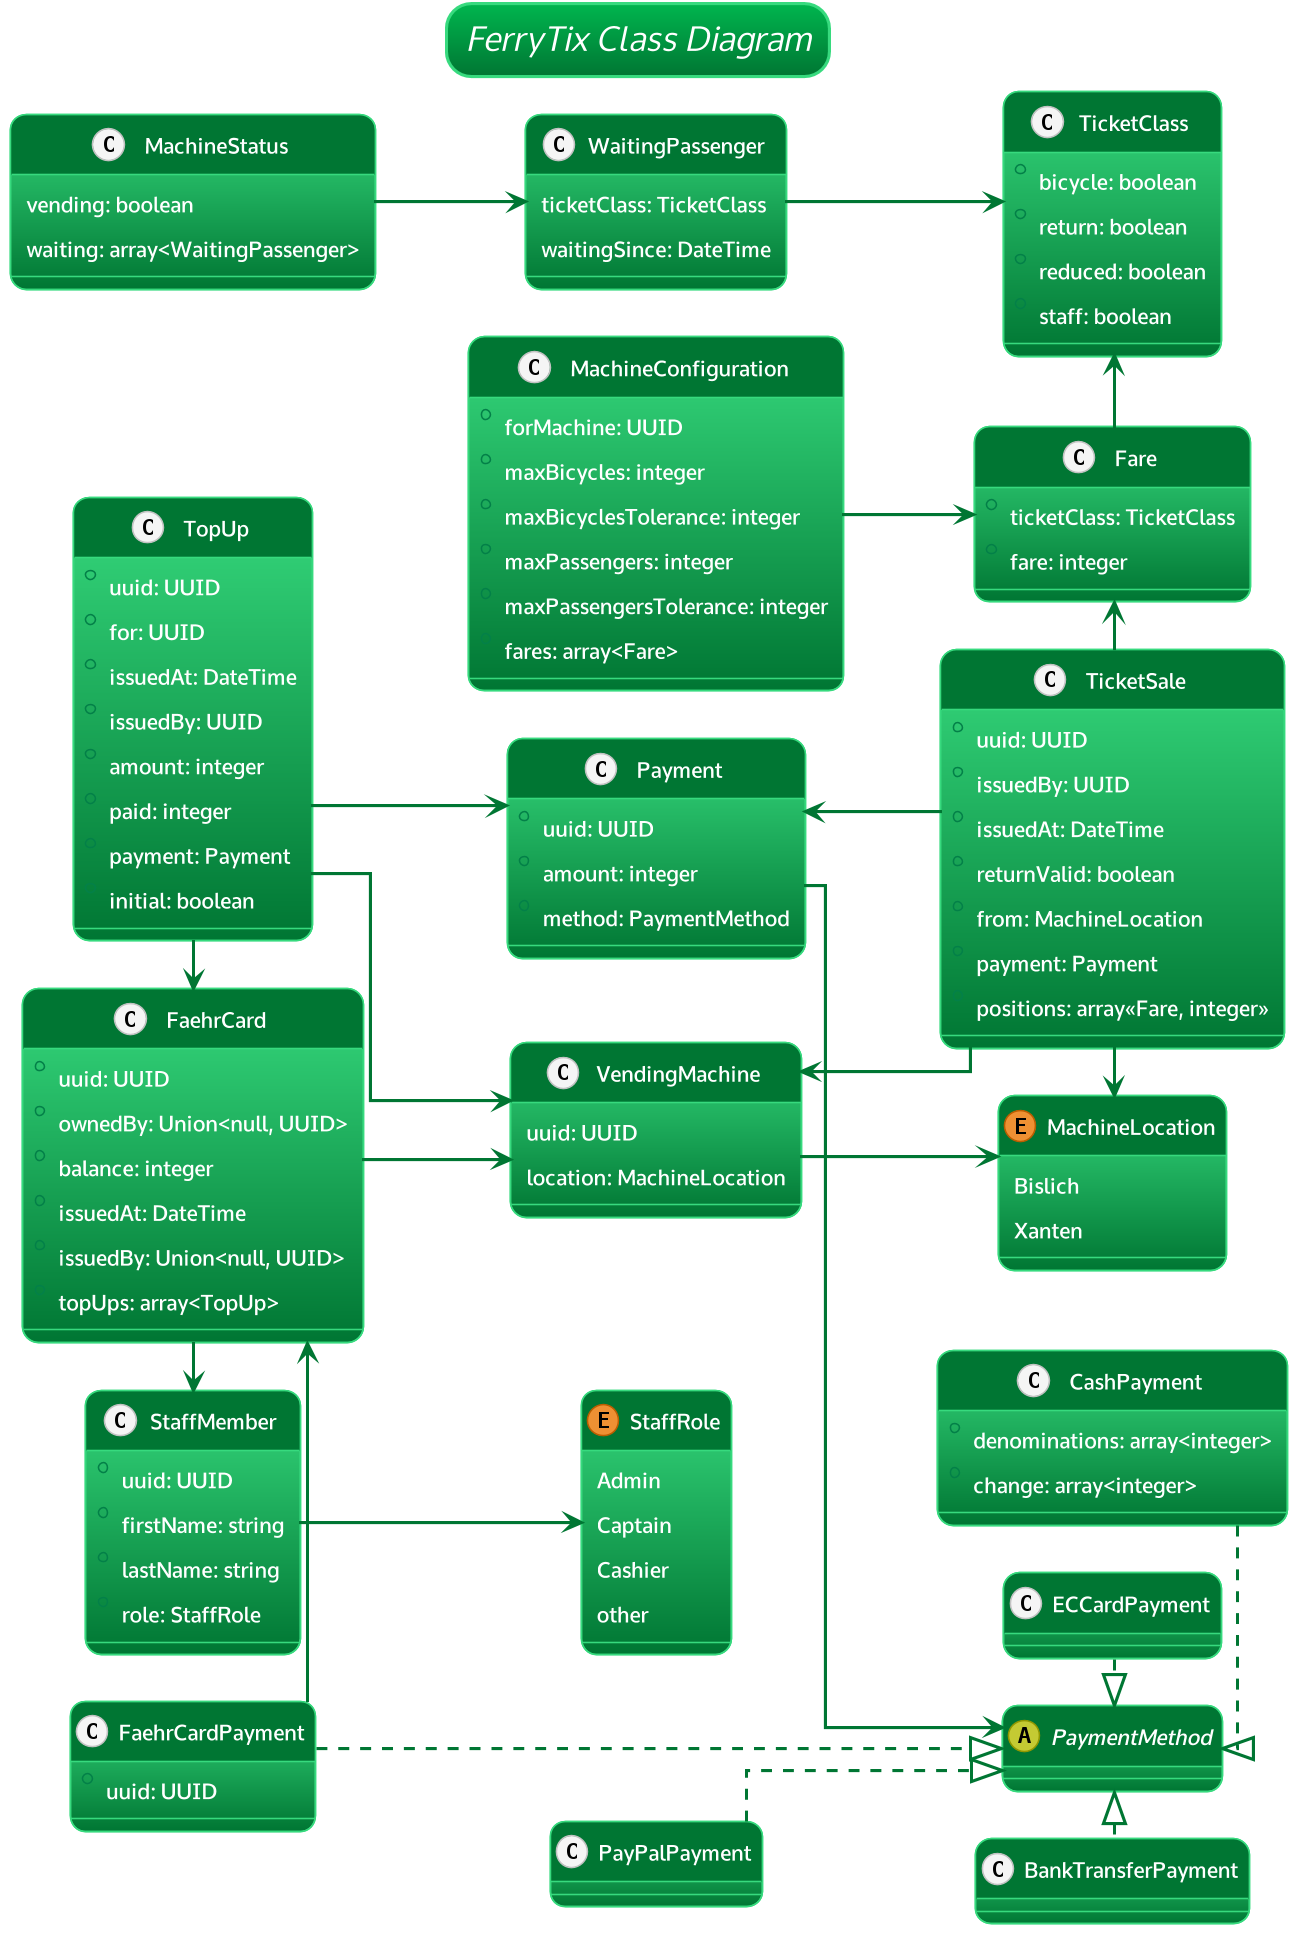 FerryTix Class Diagram
C MachineStatus
vending: boolean
waiting: array<WaitingPassenger>
C WaitingPassenger
ticketClass: TicketClass
waitingSince: DateTime
C TicketClass
bicycle: boolean
return: boolean
reduced: boolean
staff: boolean
C MachineConfiguration
forMachine: UUID
maxBicycles: integer
maxBicyclesTolerance: integer
maxPassengers: integer
maxPassengersTolerance: integer
fares: array<Fare>
C Fare
ticketClass: TicketClass
fare: integer
C TopUp
uuid: UUID
for: UUID
issuedAt: DateTime
issuedBy: UUID
amount: integer
paid: integer
payment: Payment
initial: boolean
C Payment
uuid: UUID
amount: integer
method: PaymentMethod
C TicketSale
uuid: UUID
issuedBy: UUID
issuedAt: DateTime
returnValid: boolean
from: MachineLocation
payment: Payment
positions: array«Fare, integer»
C FaehrCard
uuid: UUID
ownedBy: Union<null, UUID>
balance: integer
issuedAt: DateTime
issuedBy: Union<null, UUID>
topUps: array<TopUp>
C VendingMachine
uuid: UUID
location: MachineLocation
E MachineLocation
Bislich
Xanten
C StaffMember
uuid: UUID
firstName: string
lastName: string
role: StaffRole
E StaffRole
Admin
Captain
Cashier
other
C CashPayment
denominations: array<integer>
change: array<integer>
C ECCardPayment
C FaehrCardPayment
uuid: UUID
A PaymentMethod
C PayPalPayment
C BankTransferPayment